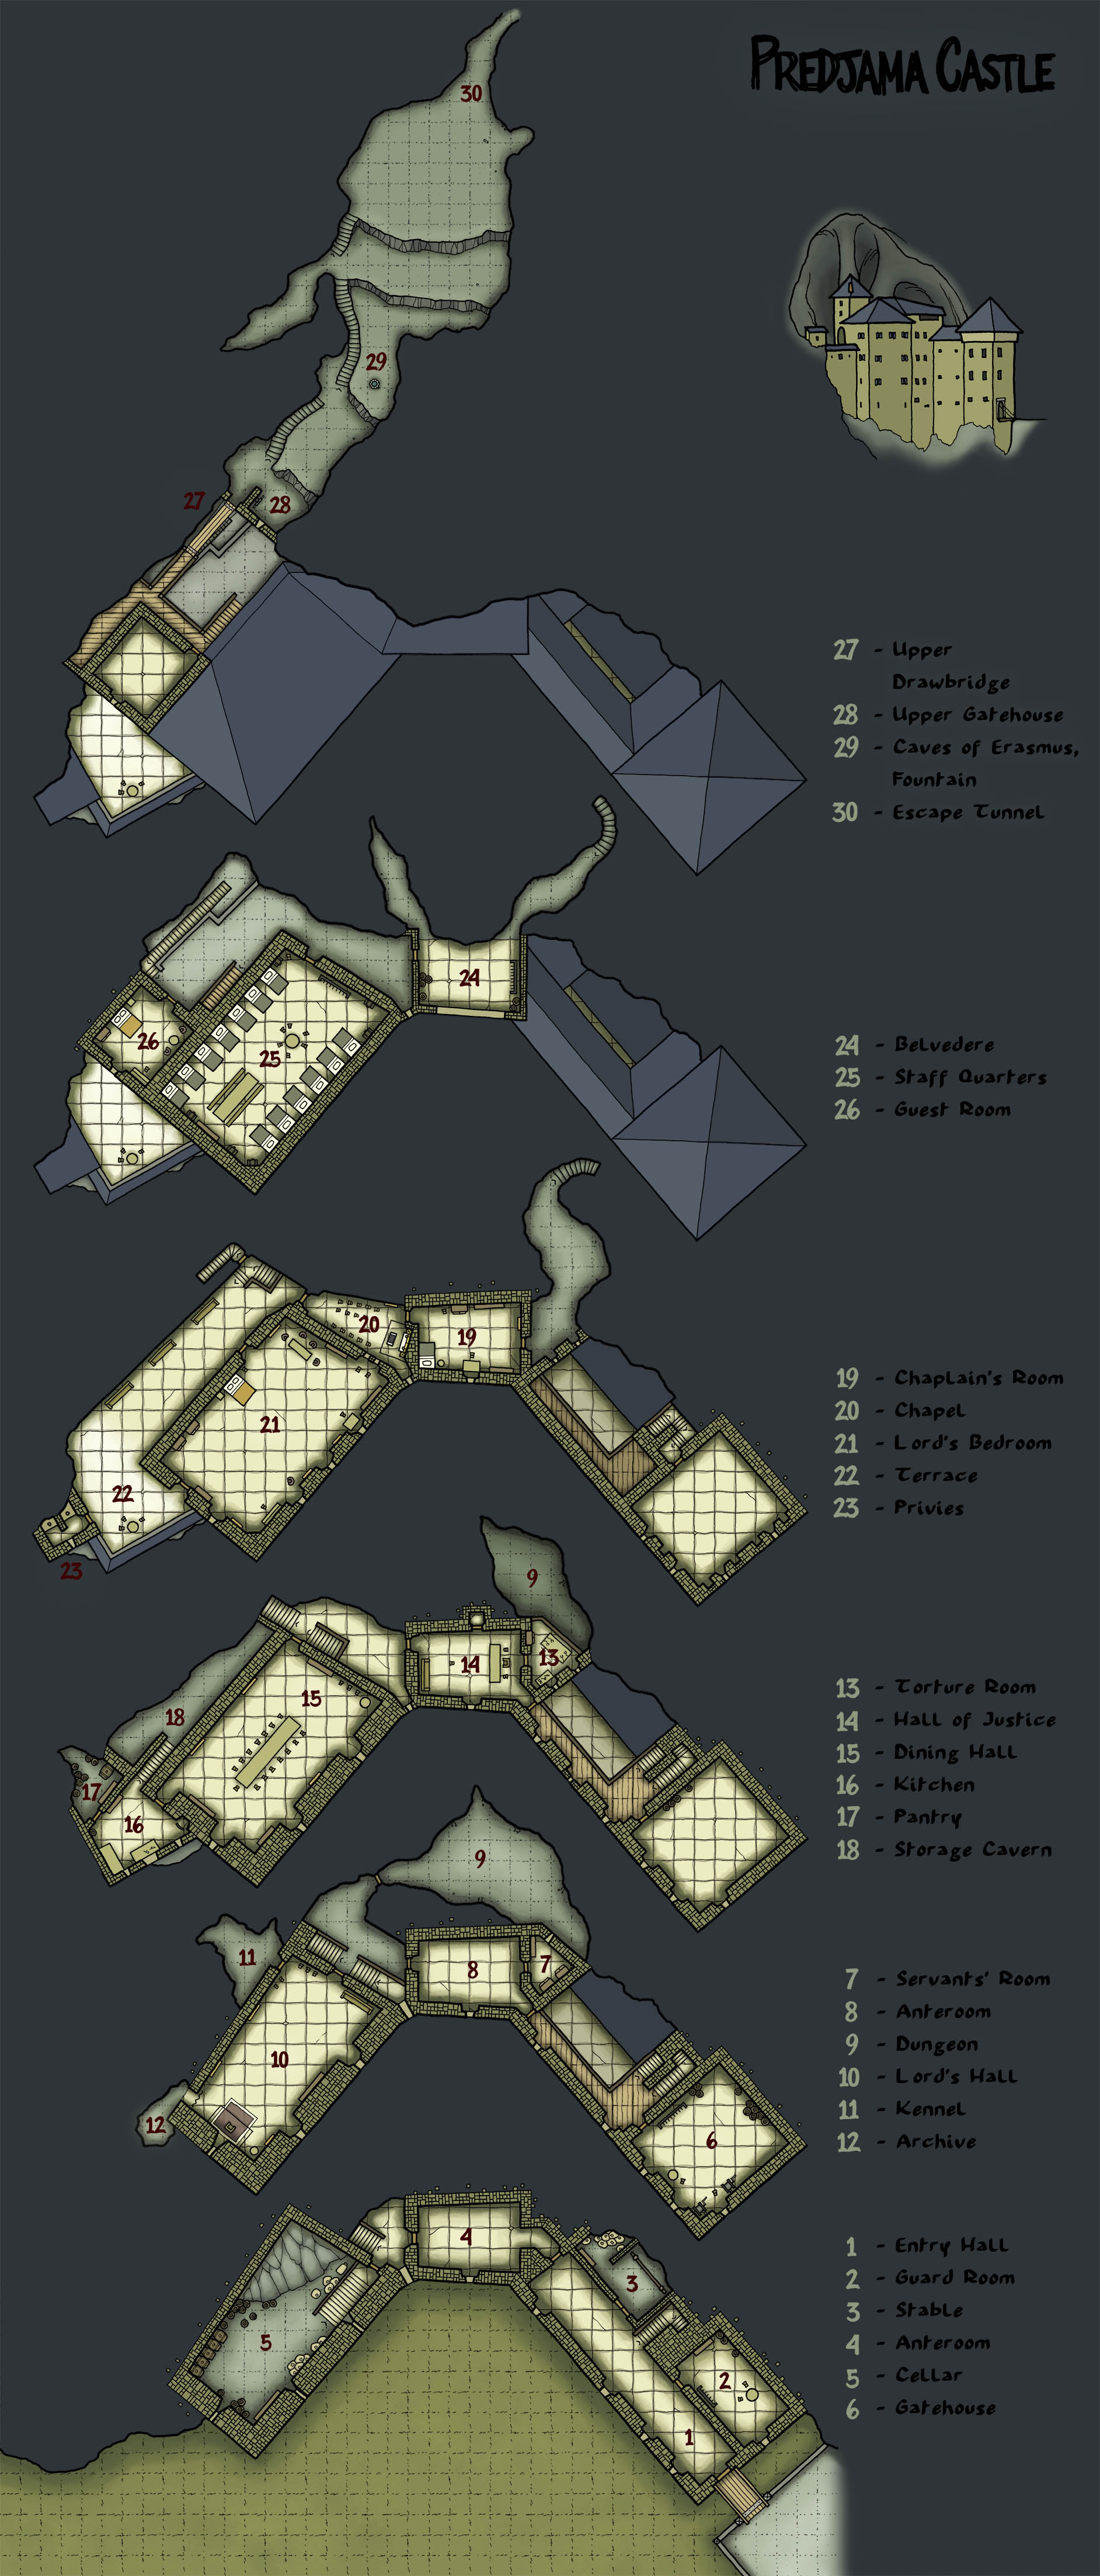 PREDJAMA CASTLE
30
29
27
28
27 - Upper
Drawbridge
28 - Upper Gatehouse
29 - Caves of Erasmus,
Fountain
30 - Escape Tunnel
24
26
25
24 - Belvedere
25 - Staff Quarters
26 - Guest Room
20
19
21
22
23
19 - Chaplain's Room
20 - Chapel
21 - Lord's Bedroom
22 - Terrace
23 - Privies
9
14
13
15
18
17
16
13 - Torture Room
14 - Hall of Justice
15 - Dining Hall
16 - Kitchen
17 - Pantry
18 - Storage Cavern
9
11
8
7
10
12
6
7 - Servants' Room
8 - Anteroom
9 - Dungeon
10 - Lord's Hall
11 - Kennel
12 - Archive
4
3
5
2
1
1 - Entry Hall
2 - Guard Room
3 - Stable
4 - Anteroom
5 - Cellar
6 - Gatehouse